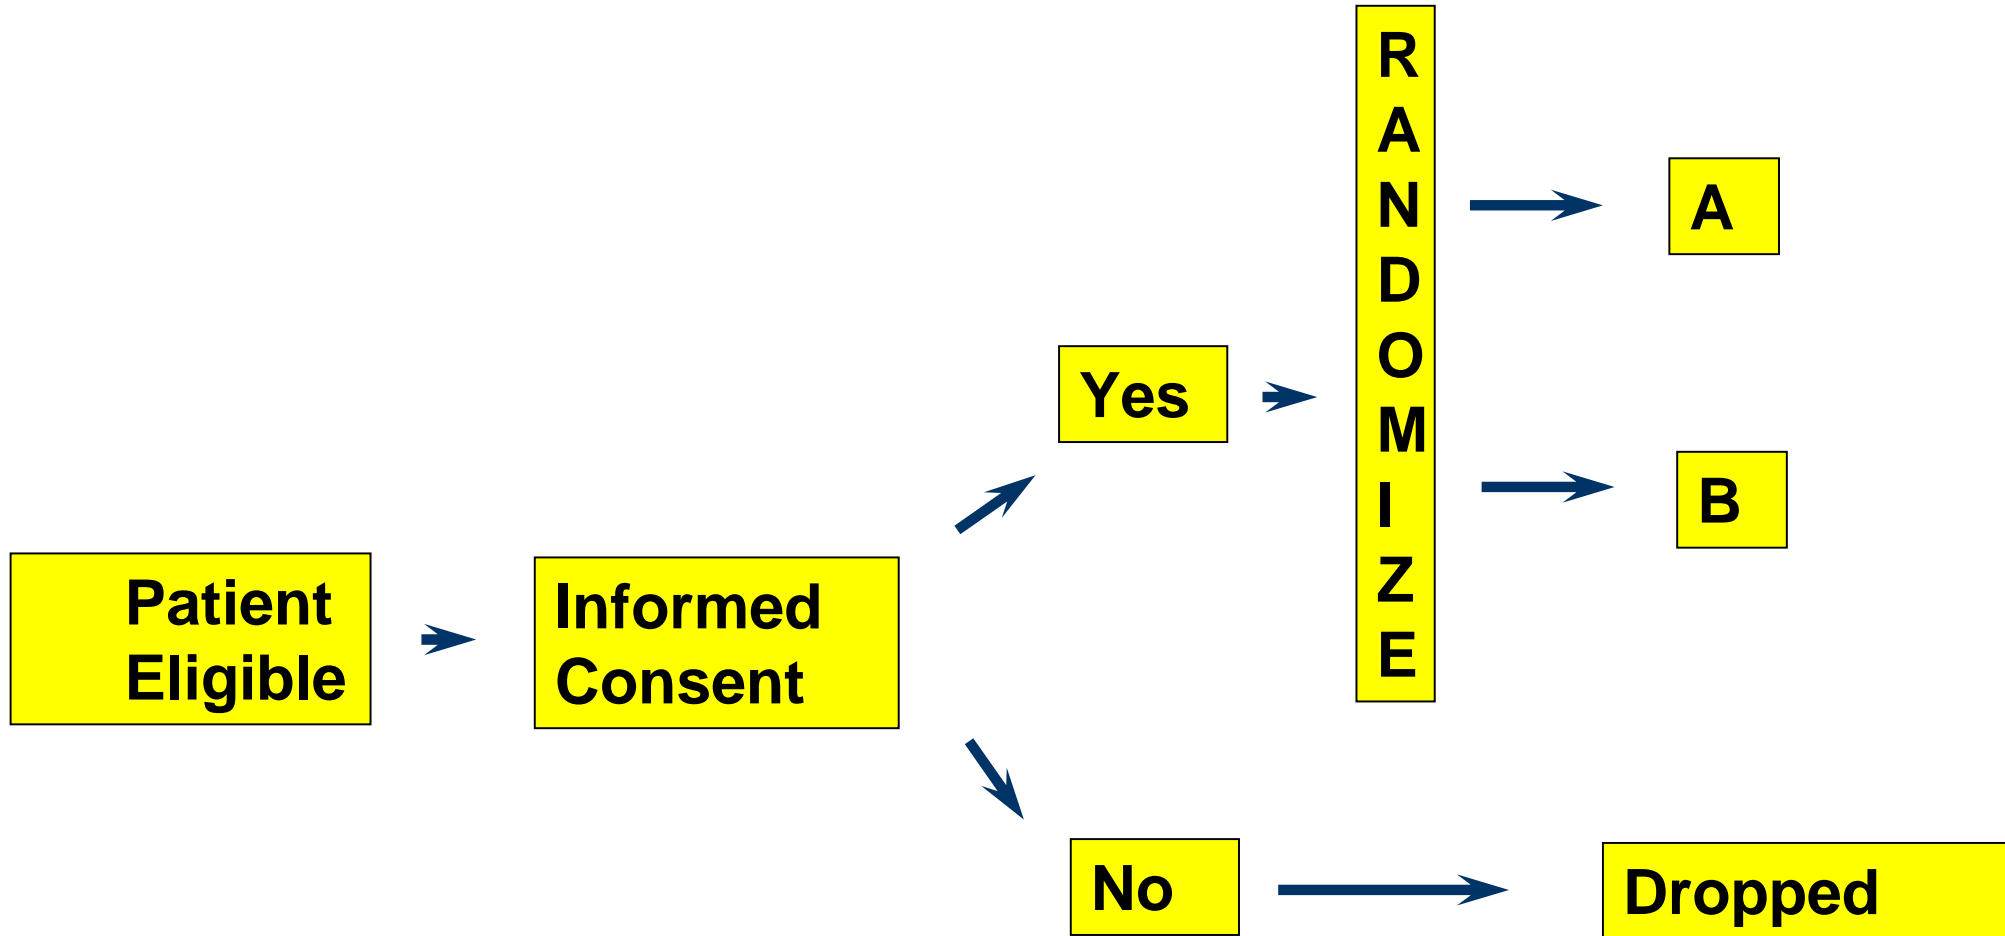 Patient
Eligible
Informed
Consent
Yes
R
A
N
D
O
M
I
Z
E
A
B
No
Dropped